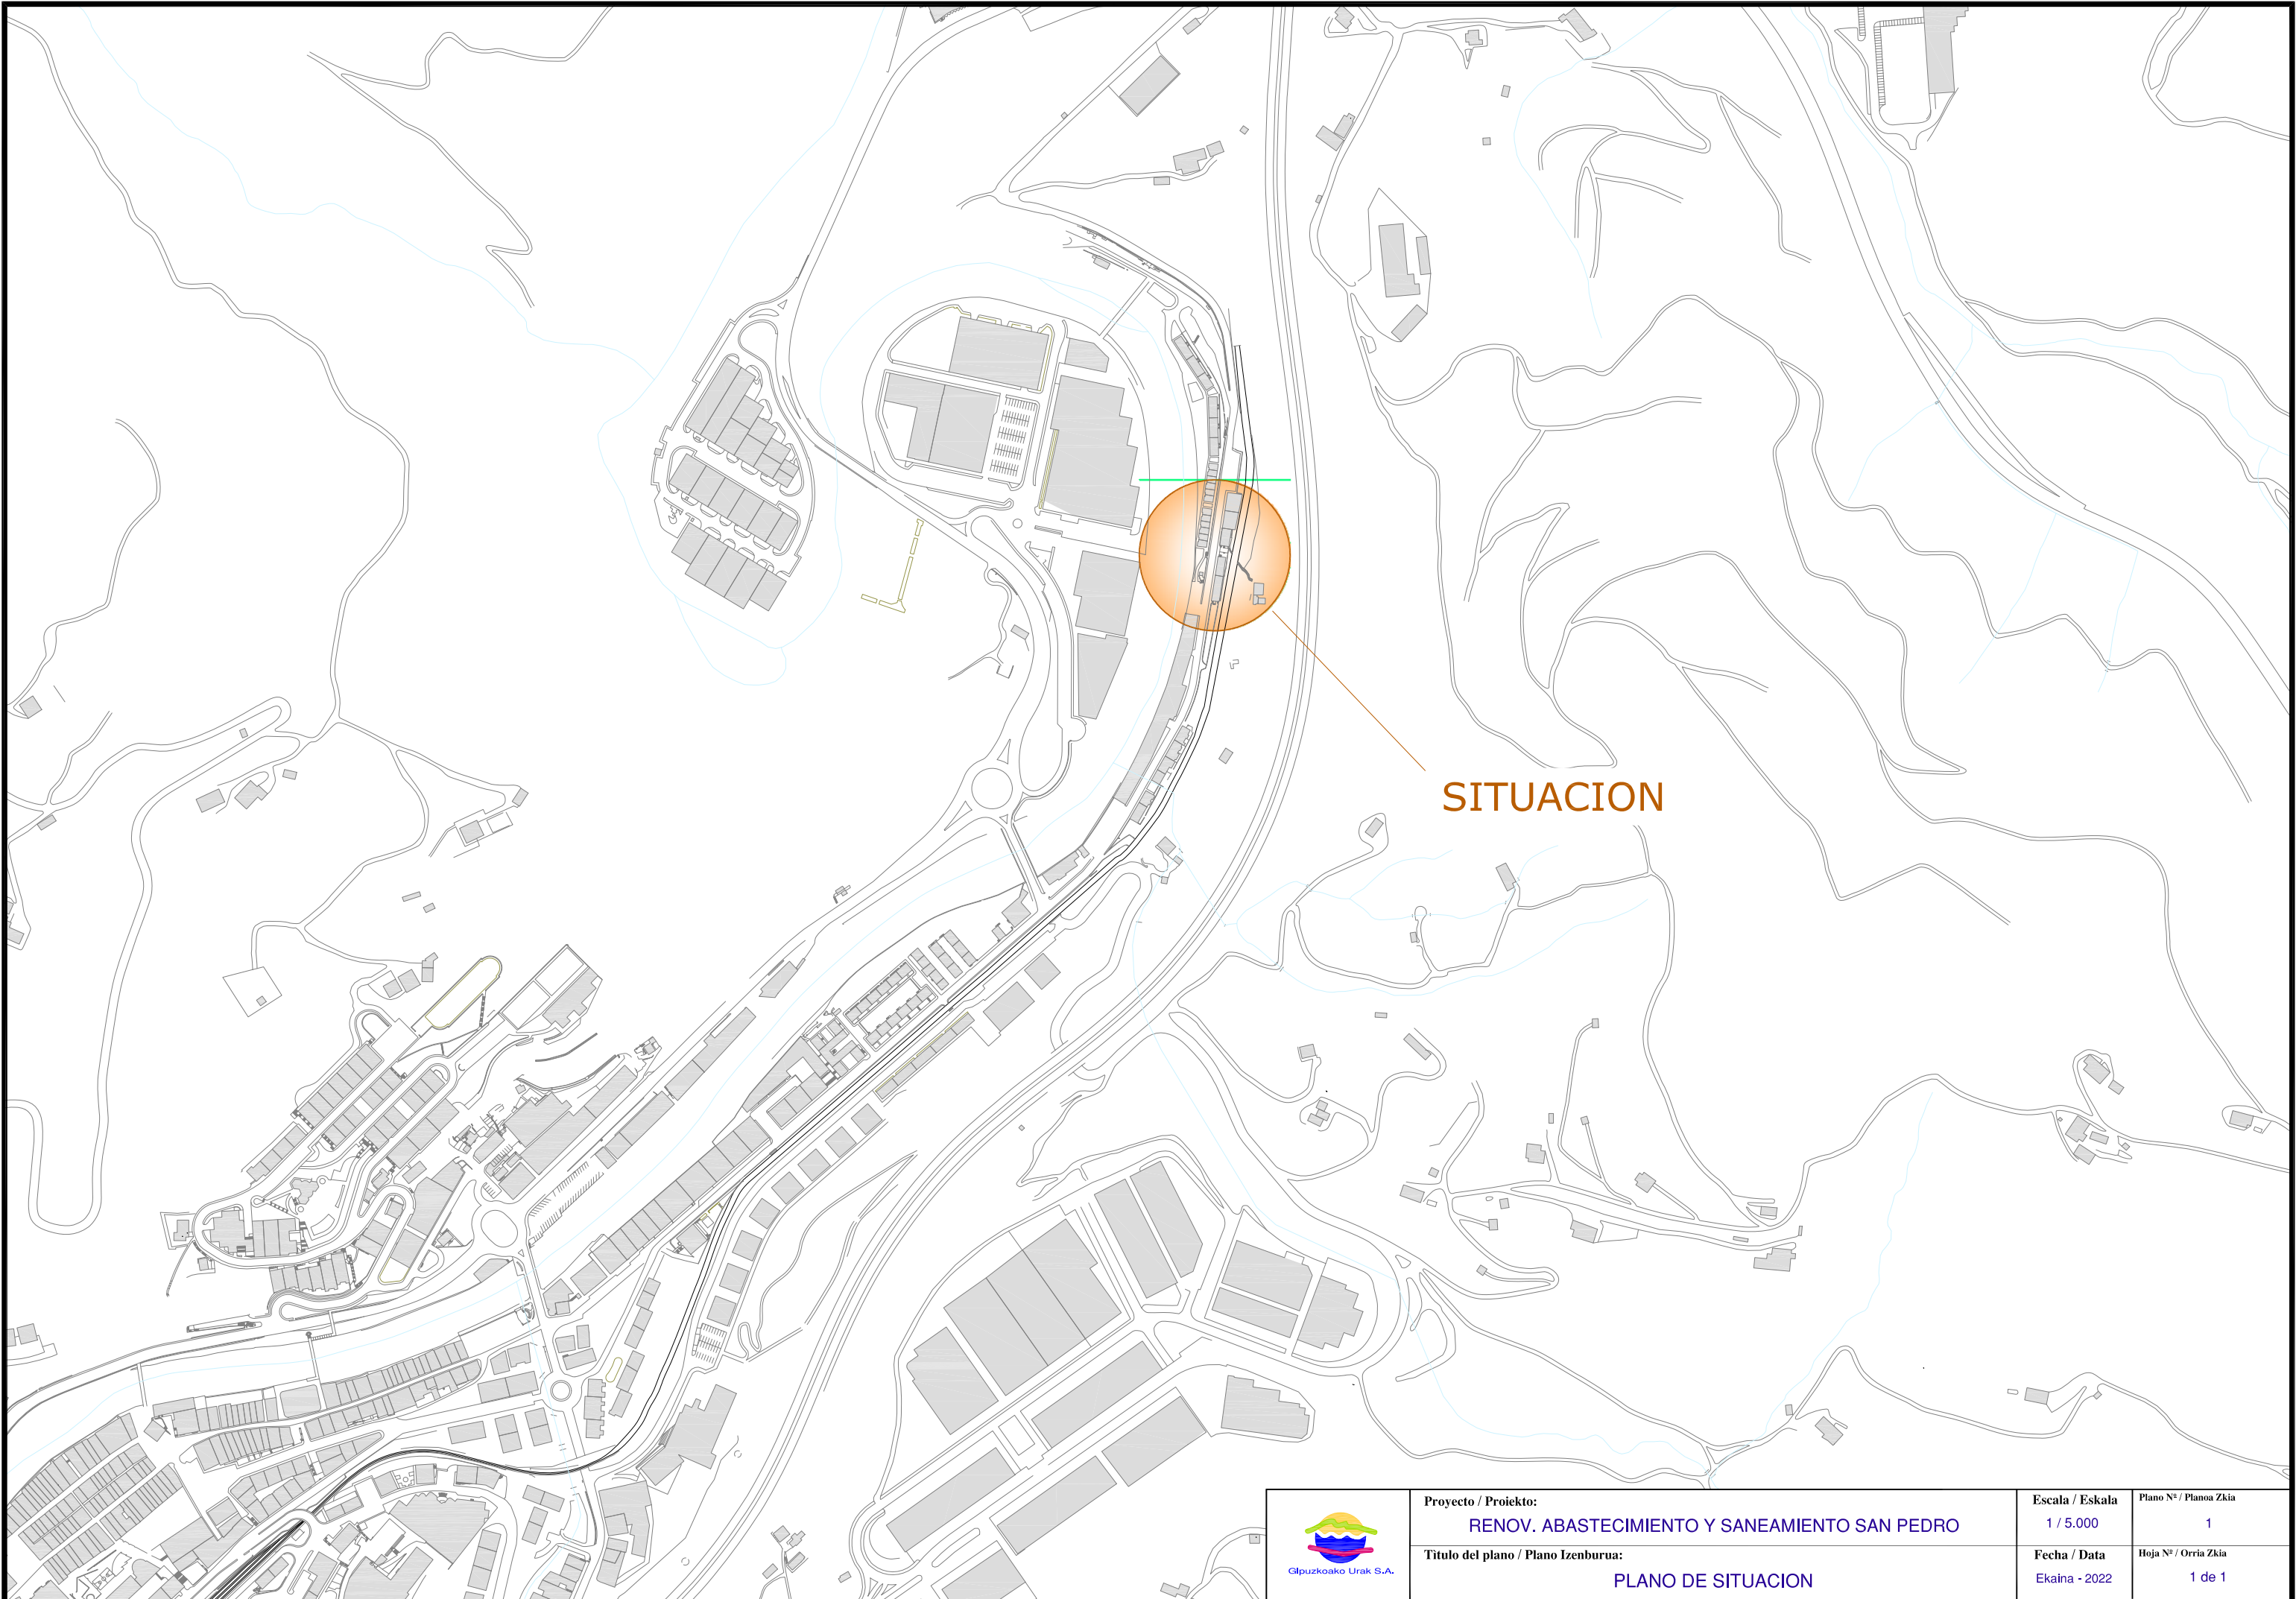 SITUACION
Proyecto / Proiekto:
RENOV. ABASTECIMIENTO Y SANEAMIENTO SAN PEDRO
Escala / Eskala
1 / 5.000
Plano Nº / Planoa Zkia
1
Gipuzkoako Urak S.A.
Titulo del plano / Plano Izenburua:
PLANO DE SITUACION
Fecha / Data
Ekaina - 2022
Hoja Nº / Orria Zkia
1 de 1